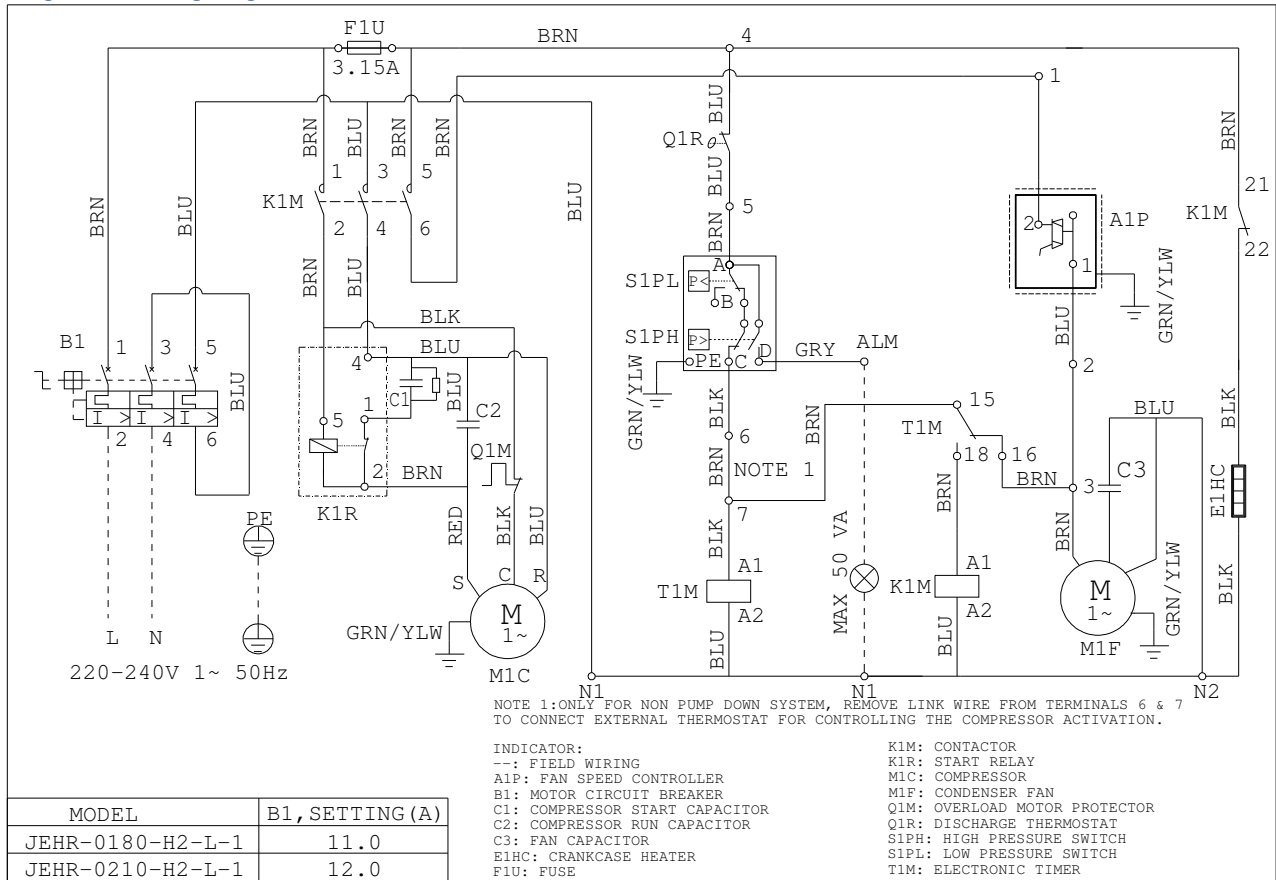 F1U
BRN
4
3.15A
1
BLU
BRN
BLU
BRN
BRN
Q1R
BRN
1
3
5
BLU
21
BRN
BLU
K1M
BLU
5
A1P
K1M
2
4
6
BRN
2
22
A
1
S1PL
P<
B
GRN/YLW
BRN
BLU
BLK
S1PH
P>
BLU
B1
1
3
5
BLU
4
PE
C
D
GRY
ALM
2
BLU
I >
I >
I >
C1
BLU
C2
GRN/YLW
BLK
BRN
15
BLU
5
1
T1M
BLK
2
4
6
Q1M
6
18
16
C3
2
BRN
BRN
NOTE 1
BRN
3
E1HC
K1R
7
BRN
PE
RED
BLK
BLU
BLK
MAX 50 VA
BRN
GRN/YLW
BLK
S
C
R
A1
A1
M
1~
T1M
K1M
M
1~
A2
A2
L
N
GRN/YLW
BLU
BLU
M1F
220-240V 1~ 50Hz
M1C
N1
N1
N2
NOTE 1:ONLY FOR NON PUMP DOWN SYSTEM, REMOVE LINK WIRE FROM TERMINALS 6 & 7
TO CONNECT EXTERNAL THERMOSTAT FOR CONTROLLING THE COMPRESSOR ACTIVATION.
INDICATOR:
--: FIELD WIRING
A1P: FAN SPEED CONTROLLER
B1: MOTOR CIRCUIT BREAKER
C1: COMPRESSOR START CAPACITOR
C2: COMPRESSOR RUN CAPACITOR
C3: FAN CAPACITOR
E1HC: CRANKCASE HEATER
F1U: FUSE
K1M: CONTACTOR
K1R: START RELAY
M1C: COMPRESSOR
M1F: CONDENSER FAN
Q1M: OVERLOAD MOTOR PROTECTOR
Q1R: DISCHARGE THERMOSTAT
S1PH: HIGH PRESSURE SWITCH
S1PL: LOW PRESSURE SWITCH
T1M: ELECTRONIC TIMER
MODEL B1,SETTING(A)
JEHR-0180-H2-L-1 11.0
JEHR-0210-H2-L-1 12.0